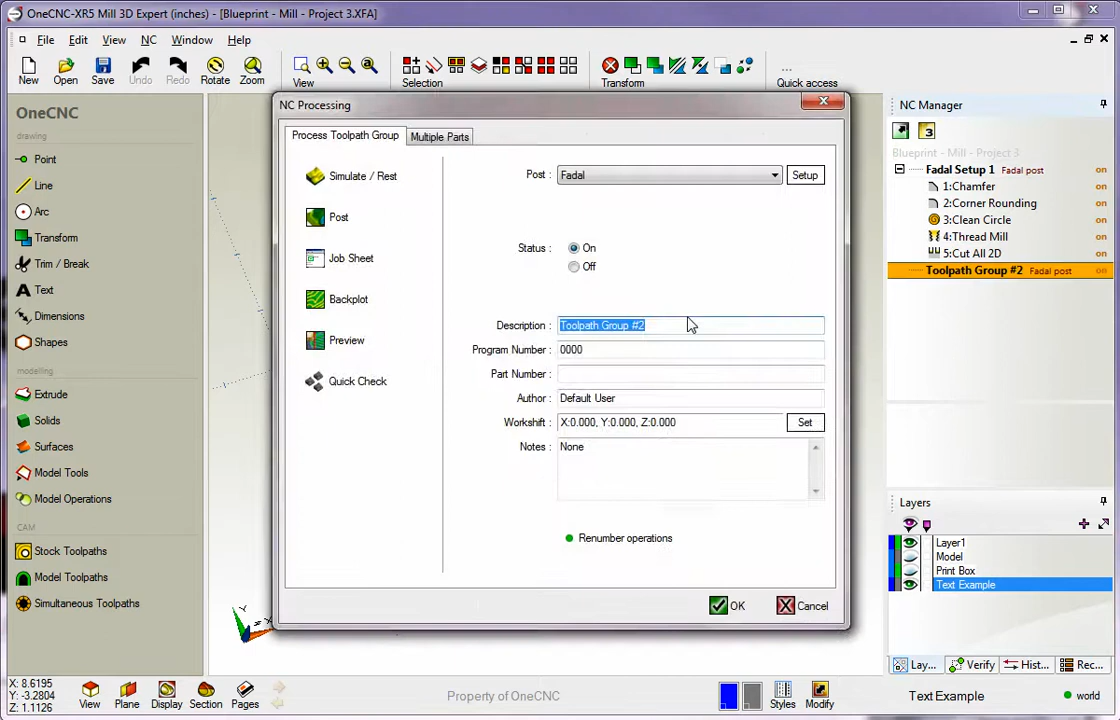 OneCNC-XR5 Mill 3D Expert (inches) - [Blueprint - Mill - Project 3.XFA]
File Edit View NC Window Help
New Open Save Undo Redo Rotate Zoom View Selection Transform Quick access
OneCNC
drawing
Point
Line
Arc
Transform
Trim / Break
Text
Dimensions
Shapes
modelling
Extrude
Solids
Surfaces
Model Tools
Model Operations
CAM
Stock Toolpaths
Model Toolpaths
Simultaneous Toolpaths
NC Processing
Process Toolpath Group Multiple Parts
Simulate / Rest
Post
Job Sheet
Backplot
Preview
Quick Check
Post : Fadal Setup
Status : On
Off
Description : Toolpath Group #2
Program Number : 0000
Part Number :
Author : Default User
Workshift : X:0.000, Y:0.000, Z:0.000 Set
Notes : None
Renumber operations
OK Cancel
NC Manager
3
Blueprint - Mill - Project 3
Fadal Setup 1 Fadal post on
1:Chamfer on
2:Corner Rounding on
3:Clean Circle on
4:Thread Mill on
5:Cut All 2D on
Toolpath Group #2 Fadal post on
Layers
Layer1
Model
Print Box
Text Example
Lay... Verify Hist... Rec...
Y
X
X: 8.6195
Y: -3.2804
Z: 1.1126
View Plane Display Section Pages
Property of OneCNC
Styles Modify
Text Example
world